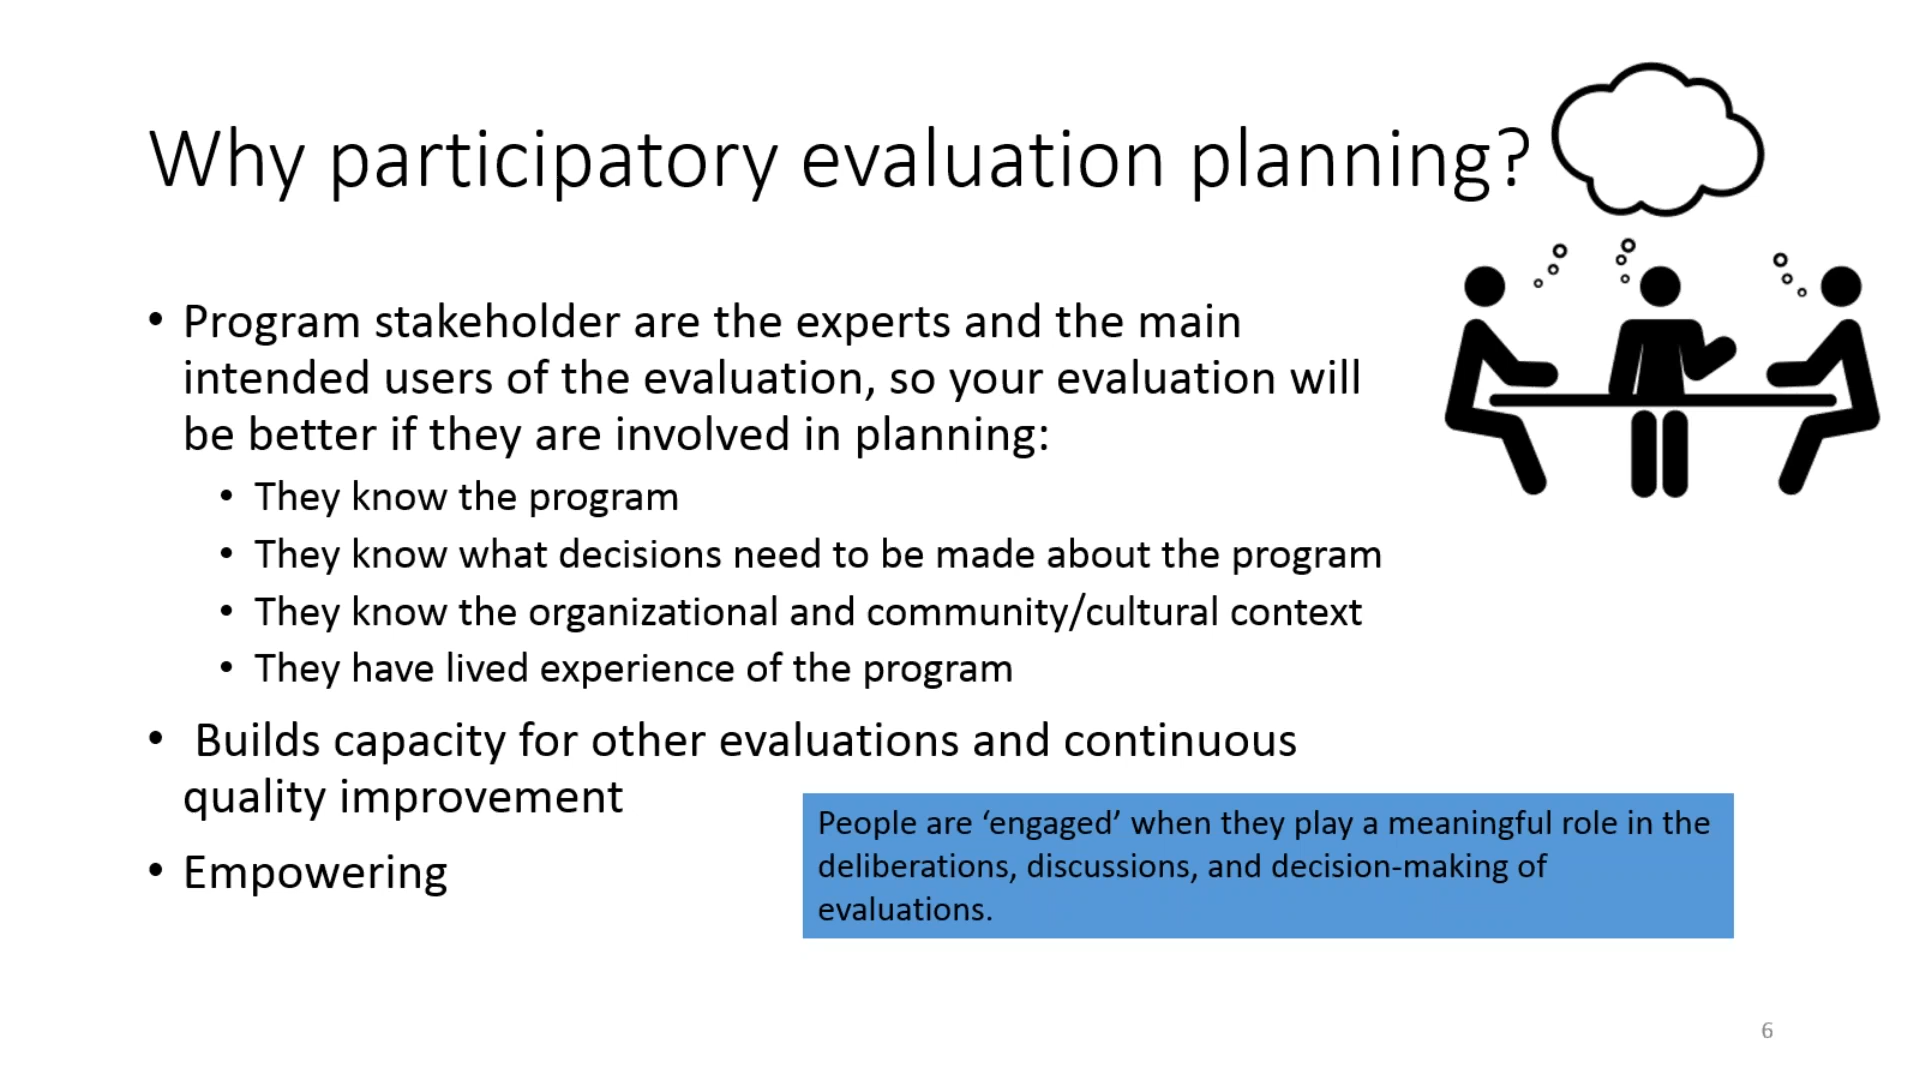 Why participatory evaluation planning?
• Program stakeholder are the experts and the main
intended users of the evaluation, so your evaluation will
be better if they are involved in planning:
• They know the program
• They know what decisions need to be made about the program
• They know the organizational and community/cultural context
• They have lived experience of the program
• Builds capacity for other evaluations and continuous
quality improvement
• Empowering
People are ‘engaged’ when they play a meaningful role in the
deliberations, discussions, and decision-making of
evaluations.
6